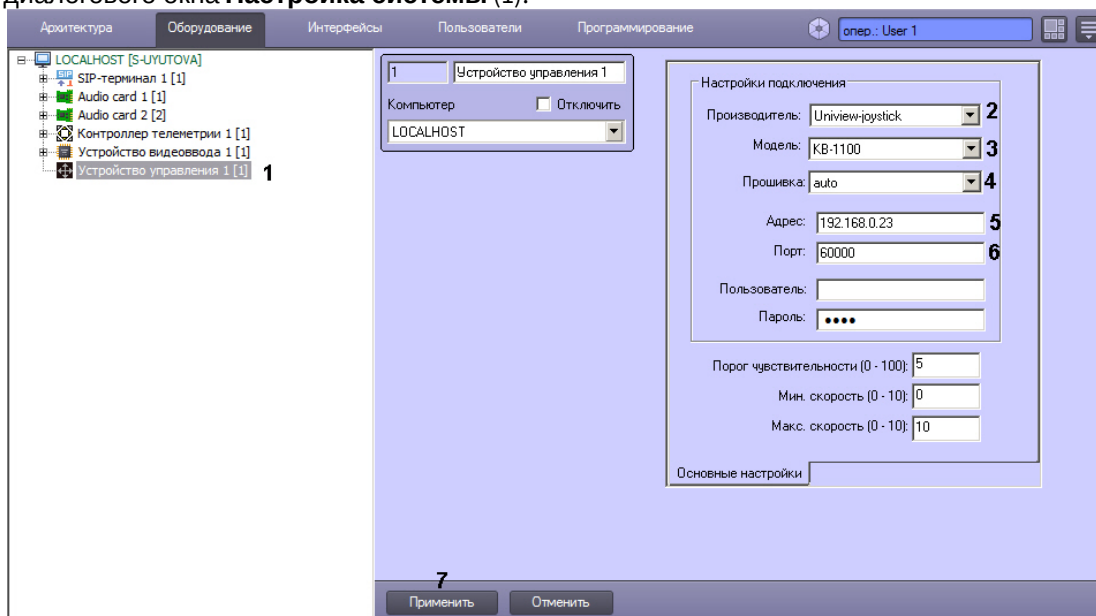 диалогового окна Настройка системы (1).
Архитектура Оборудование Интерфейсы Пользователи Программирование опер.: User 1
LOCALHOST [S-UYUTOVA]
SIP-терминал 1 [1]
Audio card 1 [1]
Audio card 2 [2]
Контроллер телеметрии 1 [1]
Устройство видеоввода 1 [1]
Устройство управления 1 [1] 1
1 Устройство управления 1
Компьютер Отключить
LOCALHOST
Настройки подключения
Производитель: Uniview-joystick 2
Модель: KB-1100 3
Прошивка: auto 4
Адрес: 192.168.0.23 5
Порт: 60000 6
Пользователь:
Пароль: ••••
Порог чувствительности (0 - 100): 5
Мин. скорость (0 - 10): 0
Макс. скорость (0 - 10): 10
Основные настройки
7
Применить Отменить